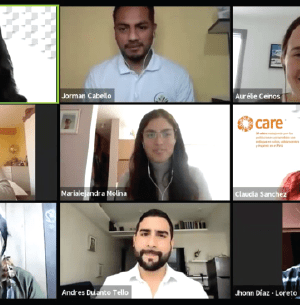 Jorman Cabello
Aurélie Ceinos
care
Marialejandra Molina
Claudia Sanchez
Andres Dulanto Tello
Jhonn Díaz - Loreto